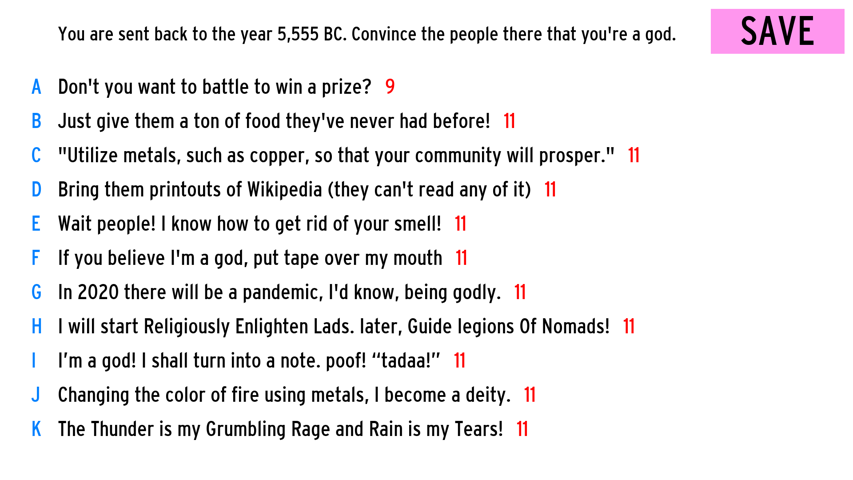 You are sent back to the year 5,555 BC. Convince the people there that you're a god.
SAVE
A Don't you want to battle to win a prize? 9
B Just give them a ton of food they've never had before! 11
C "Utilize metals, such as copper, so that your community will prosper." 11
D Bring them printouts of Wikipedia (they can't read any of it) 11
E Wait people! I know how to get rid of your smell! 11
F If you believe I'm a god, put tape over my mouth 11
G In 2020 there will be a pandemic, I'd know, being godly. 11
H I will start Religiously Enlighten Lads. later, Guide legions Of Nomads! 11
I I’m a god! I shall turn into a note. poof! “tadaa!” 11
J Changing the color of fire using metals, I become a deity. 11
K The Thunder is my Grumbling Rage and Rain is my Tears! 11